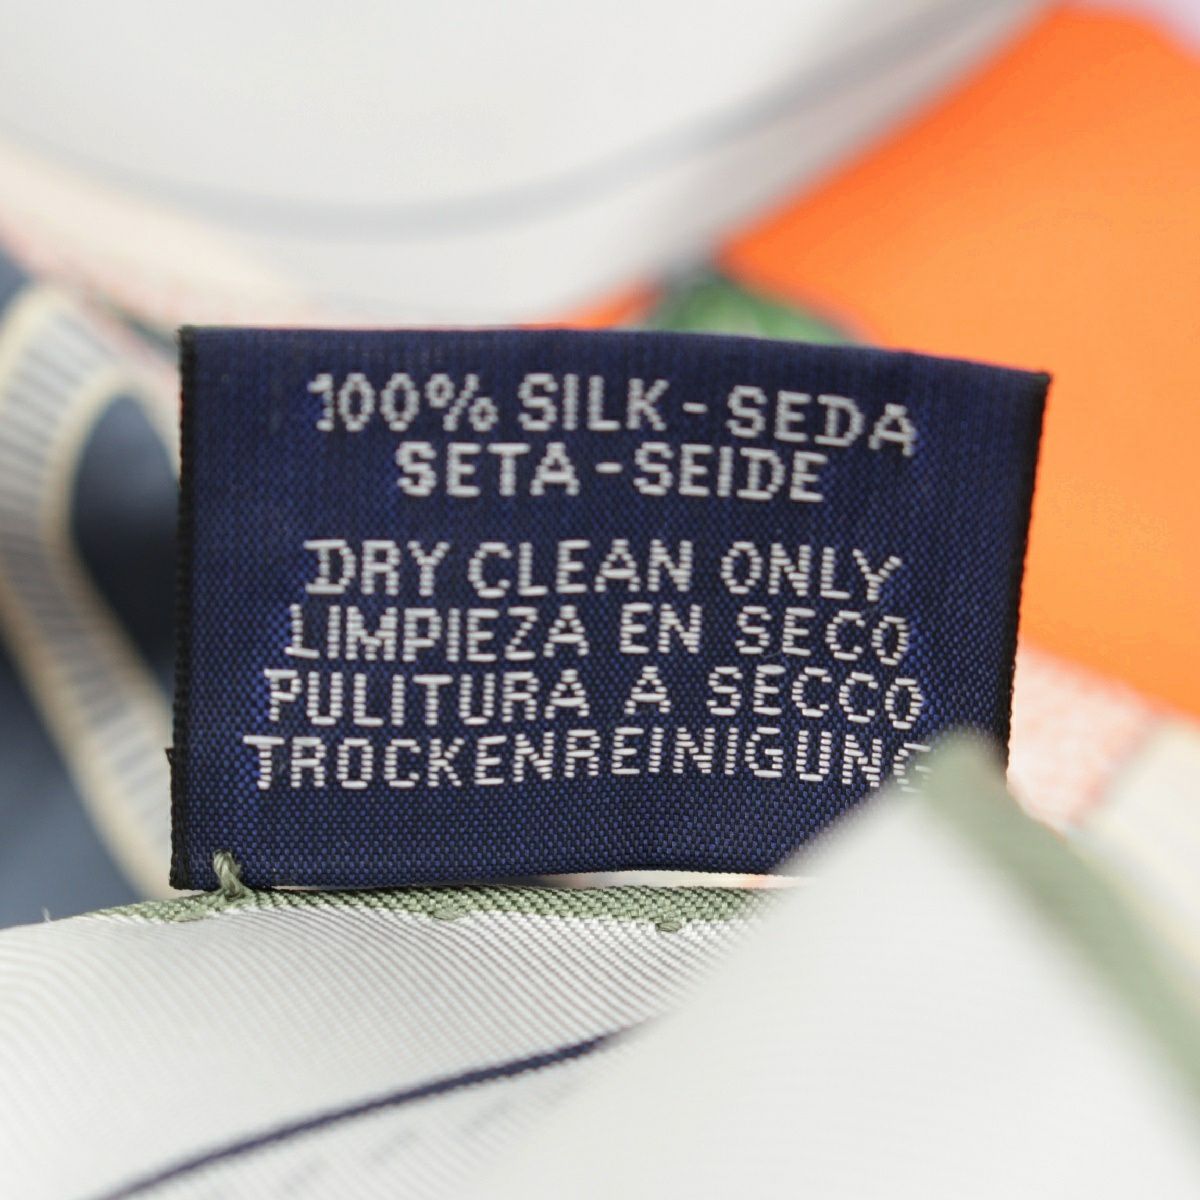 100% SILK - SEDA
SETA - SEIDE
DRY CLEAN ONLY
LIMPIEZA EN SECO
PULITURA A SECCO
TROCKENREINIGUNG